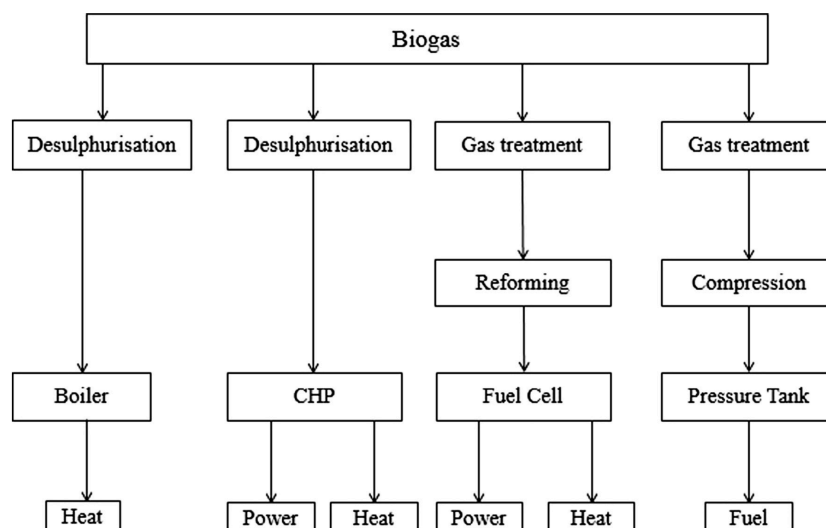 Biogas
Desulphurisation
Desulphurisation
Gas treatment
Gas treatment
Reforming
Compression
Boiler
CHP
Fuel Cell
Pressure Tank
Heat
Power
Heat
Power
Heat
Fuel